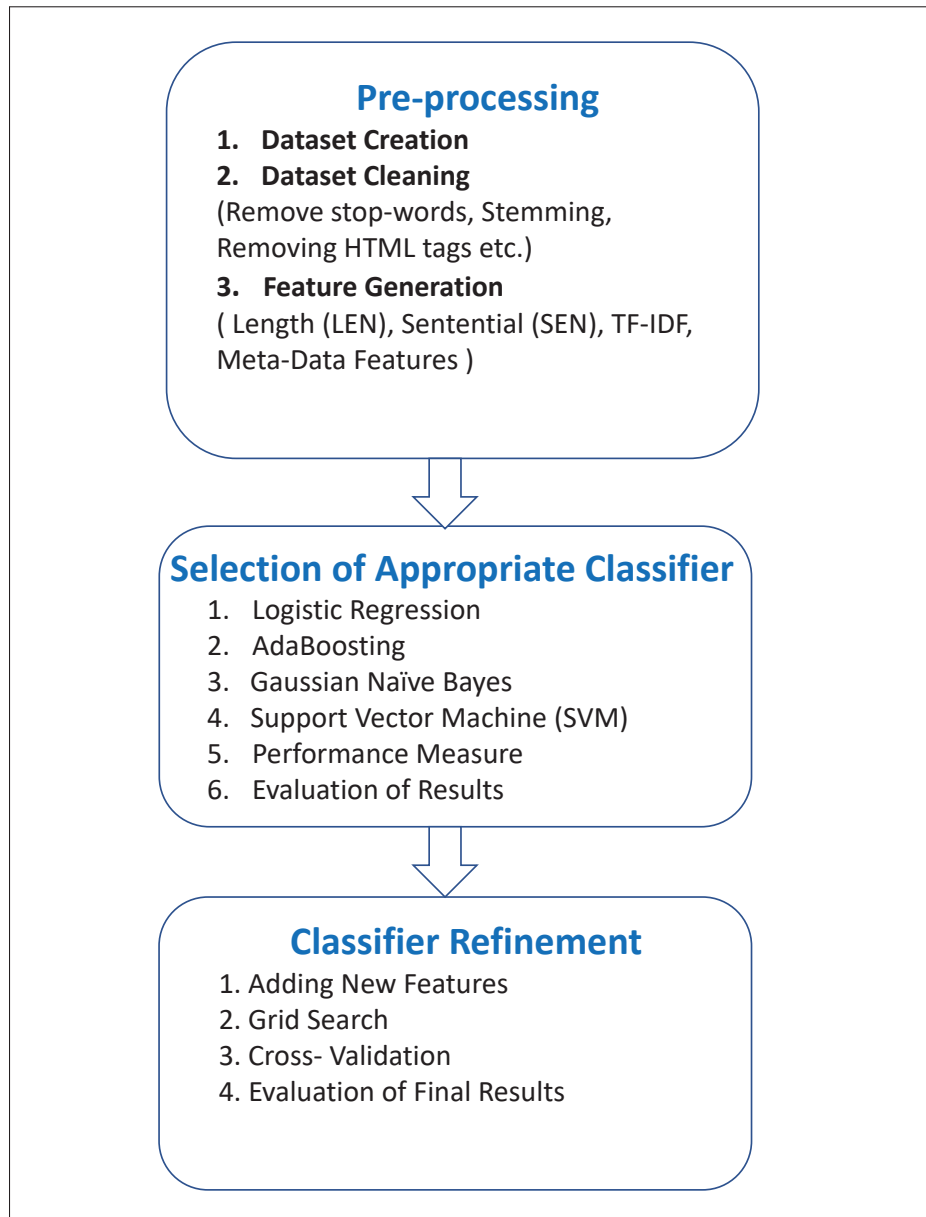 Pre-processing
1. Dataset Creation
2. Dataset Cleaning
(Remove stop-words, Stemming,
Removing HTML tags etc.)
3. Feature Generation
( Length (LEN), Sentential (SEN), TF-IDF,
Meta-Data Features )
Selection of Appropriate Classifier
1. Logistic Regression
2. AdaBoosting
3. Gaussian Naïve Bayes
4. Support Vector Machine (SVM)
5. Performance Measure
6. Evaluation of Results
Classifier Refinement
1. Adding New Features
2. Grid Search
3. Cross- Validation
4. Evaluation of Final Results